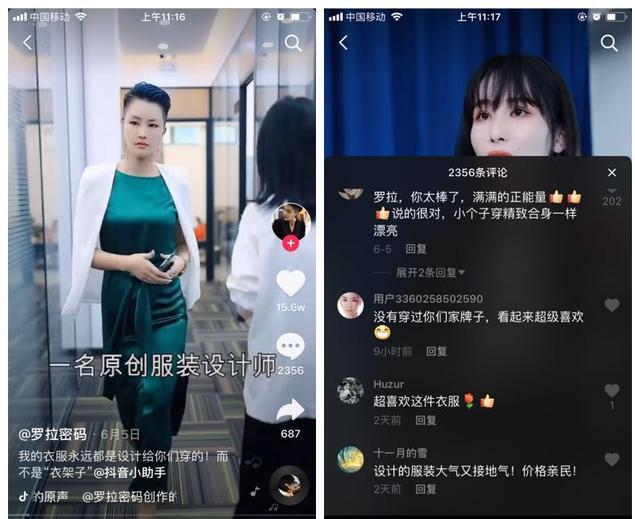 中国移动
上午11:16
15.6w
一名原创服装设计师
2356
687
@罗拉密码 · 6月5日
我的衣服永远都是设计给你们穿的！而
不是“衣架子”@抖音小助手
的原声 @罗拉密码创作的
中国移动
上午11:17
2356条评论
罗拉，你太棒了，满满的正能量👍👍
👍说的很对，小个子穿精致合身一样
漂亮
202
6-5 回复
展开2条回复
用户3360258502590
没有穿过你们家牌子，看起来超级喜欢
😁
9小时前 回复
Huzur
超喜欢这件衣服🌹👍
1
2天前 回复
十一月的雪
设计的服装大气又接地气！价格亲民！
2天前 回复